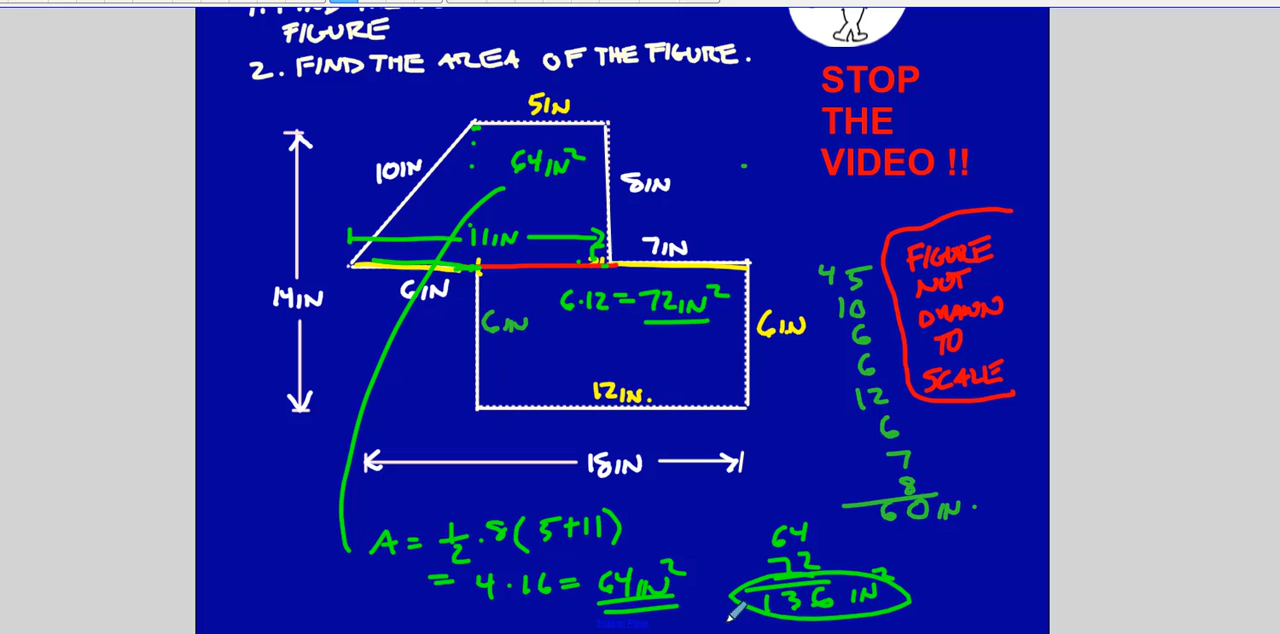 FIGURE
2. FIND THE AREA OF THE FIGURE.
STOP
THE
VIDEO !!
5IN
10IN
64IN²
8IN
11IN
7IN
14IN
6IN
6·12=72IN²
6IN
6IN
12IN.
18IN
FIGURE
NOT
DRAWN
TO
SCALE
4 5
10
6
6
12
6
7
8
60IN.
A = 1/2 · 8 ( 5+11 )
= 4 · 16 = 64IN²
64
72
136 IN²